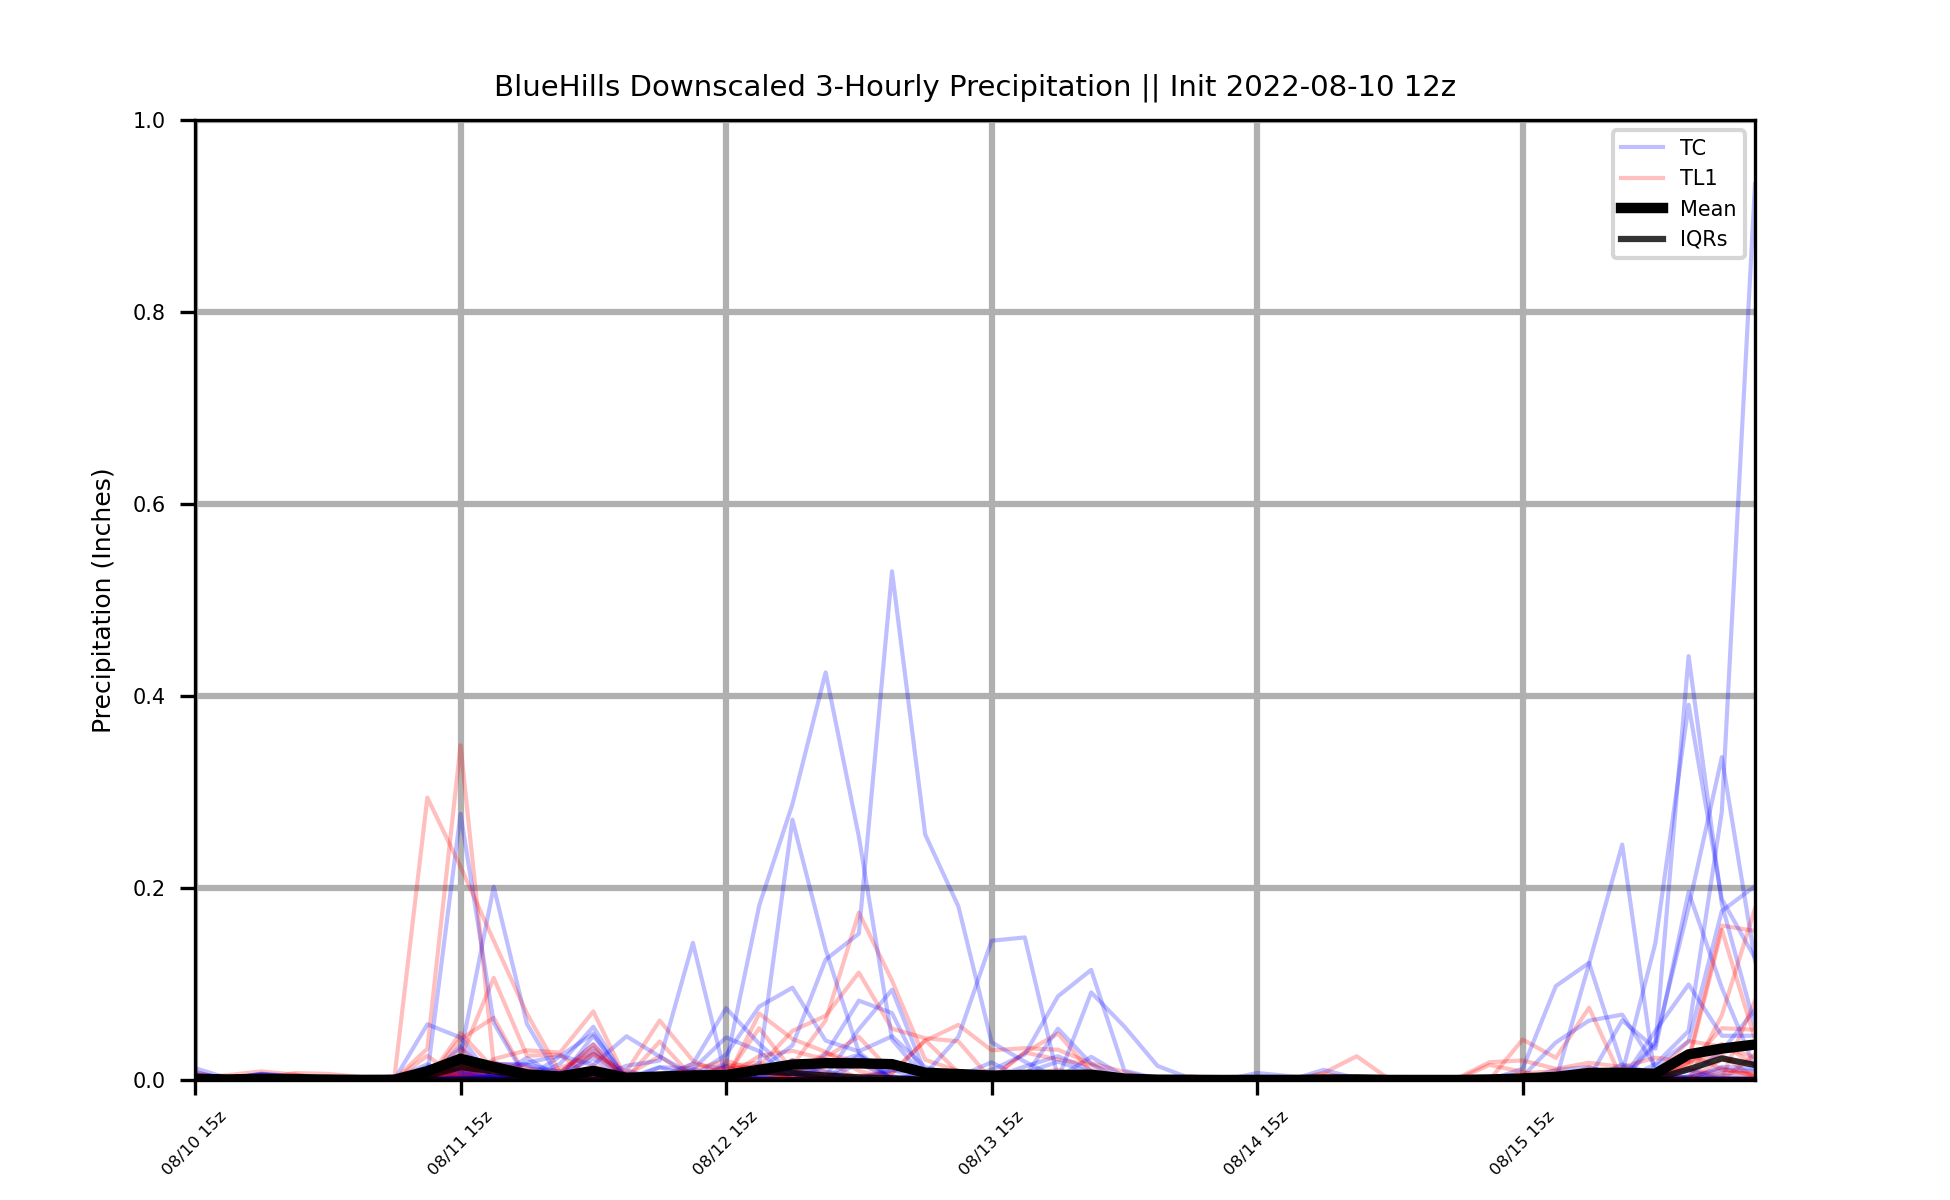 BlueHills Downscaled 3-Hourly Precipitation || Init 2022-08-10 12z
1.0
0.8
0.6
0.4
0.2
0.0
Precipitation (Inches)
TC
TL1
Mean
IQRs
08/10 15z
08/11 15z
08/12 15z
08/13 15z
08/14 15z
08/15 15z